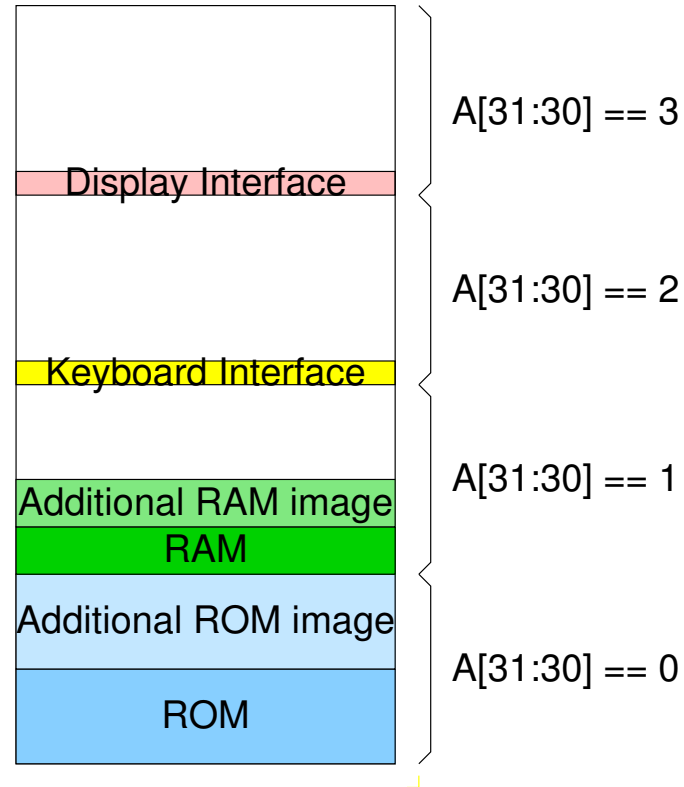 A[31:30] == 3
Display Interface
A[31:30] == 2
Keyboard Interface
A[31:30] == 1
Additional RAM image
RAM
Additional ROM image
A[31:30] == 0
ROM